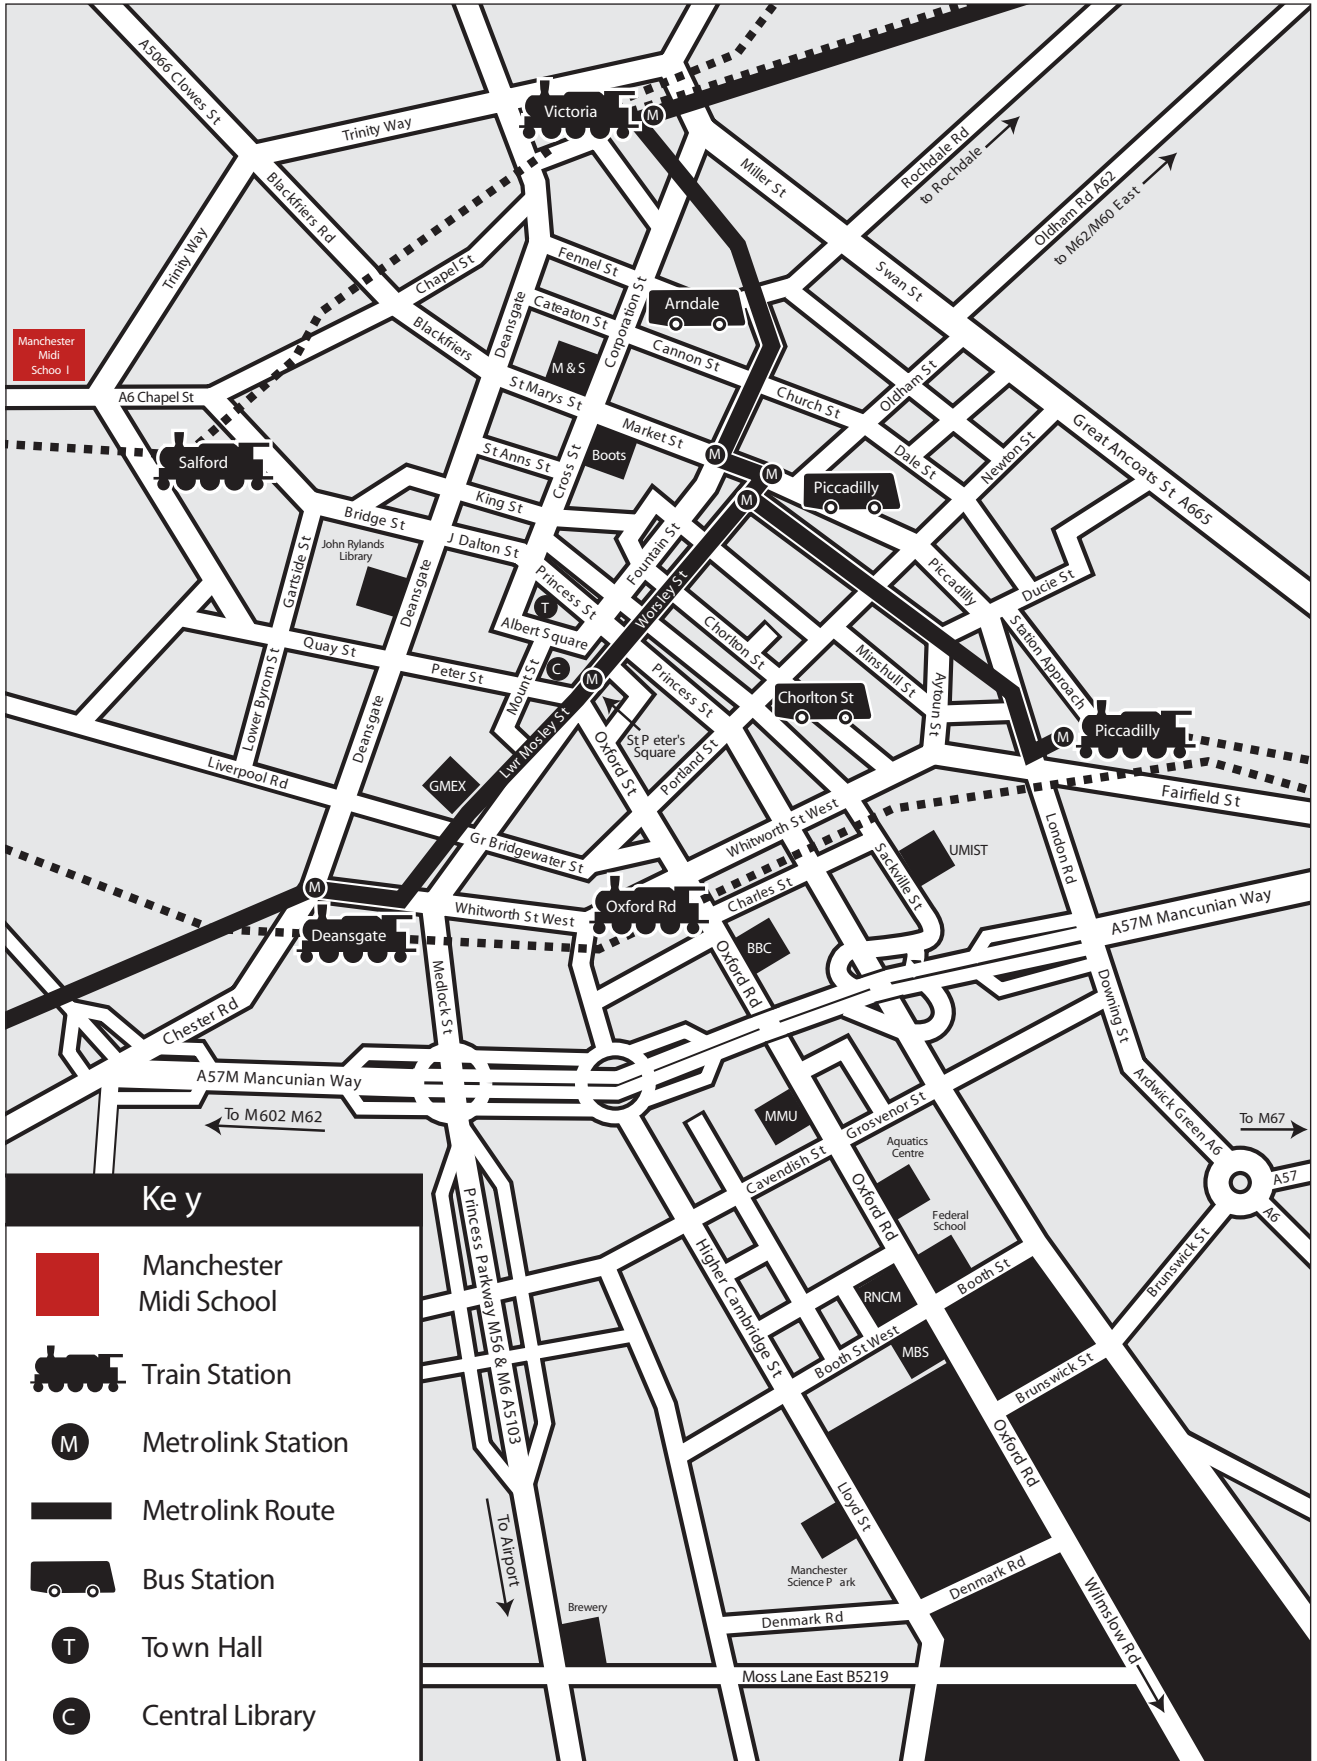 A5066 Clowes St
Trinity Way
Victoria
M
Miller St
Rochdale Rd
to Rochdale
Oldham Rd A62
to M62/M60 East
Blackfriers Rd
Trinity Way
Chapel St
Fennel St
Swan St
Deansgate
Cateaton St
Corporation St
Arndale
Manchester
Midi
Schoo l
Blackfriers
M & S
Cannon St
A6 Chapel St
St Marys St
Church St
Oldham St
Market St
Great Ancoats St A665
Salford
St Anns St
Cross St
Boots
M
M
Dale St
Newton St
Piccadilly
King St
M
Bridge St
J Dalton St
Fountain St
John Rylands
Library
Gartside St
Deansgate
Princess St
T
Worsley St
Piccadilly
Ducie St
Albert Square
Chorlton St
Station Approach
Quay St
Peter St
C
M
Minshull St
Lower Byrom St
Mount St
Princess St
Aytoun St
Chorlton St
Deansgate
Lwr Mosley St
Oxford St
St P eter's
Square
M
Piccadilly
Liverpool Rd
GMEX
Portland St
Fairfield St
Gr Bridgewater St
Whitworth St West
London Rd
UMIST
Sackville St
M
Charles St
Oxford Rd
Whitworth St West
A57M Mancunian Way
Deansgate
BBC
Oxford Rd
Medlock St
Downing St
Chester Rd
A57M Mancunian Way
Ardwick Green A6
To M602 M62
MMU
Grosvenor St
To M67
Aquatics
Centre
Cavendish St
A57
Oxford Rd
A6
Federal
School
Princess Parkway M56 & M6 A5103
Higher Cambridge St
Booth St
Brunswick St
RNCM
Booth St West
MBS
Brunswick St
Oxford Rd
Lloyd St
To Airport
Manchester
Science P ark
Denmark Rd
Wilmslow Rd
Brewery
Denmark Rd
Moss Lane East B5219
Ke y
Manchester
Midi School
Train Station
M
Metrolink Station
Metrolink Route
Bus Station
T
Town Hall
C
Central Library